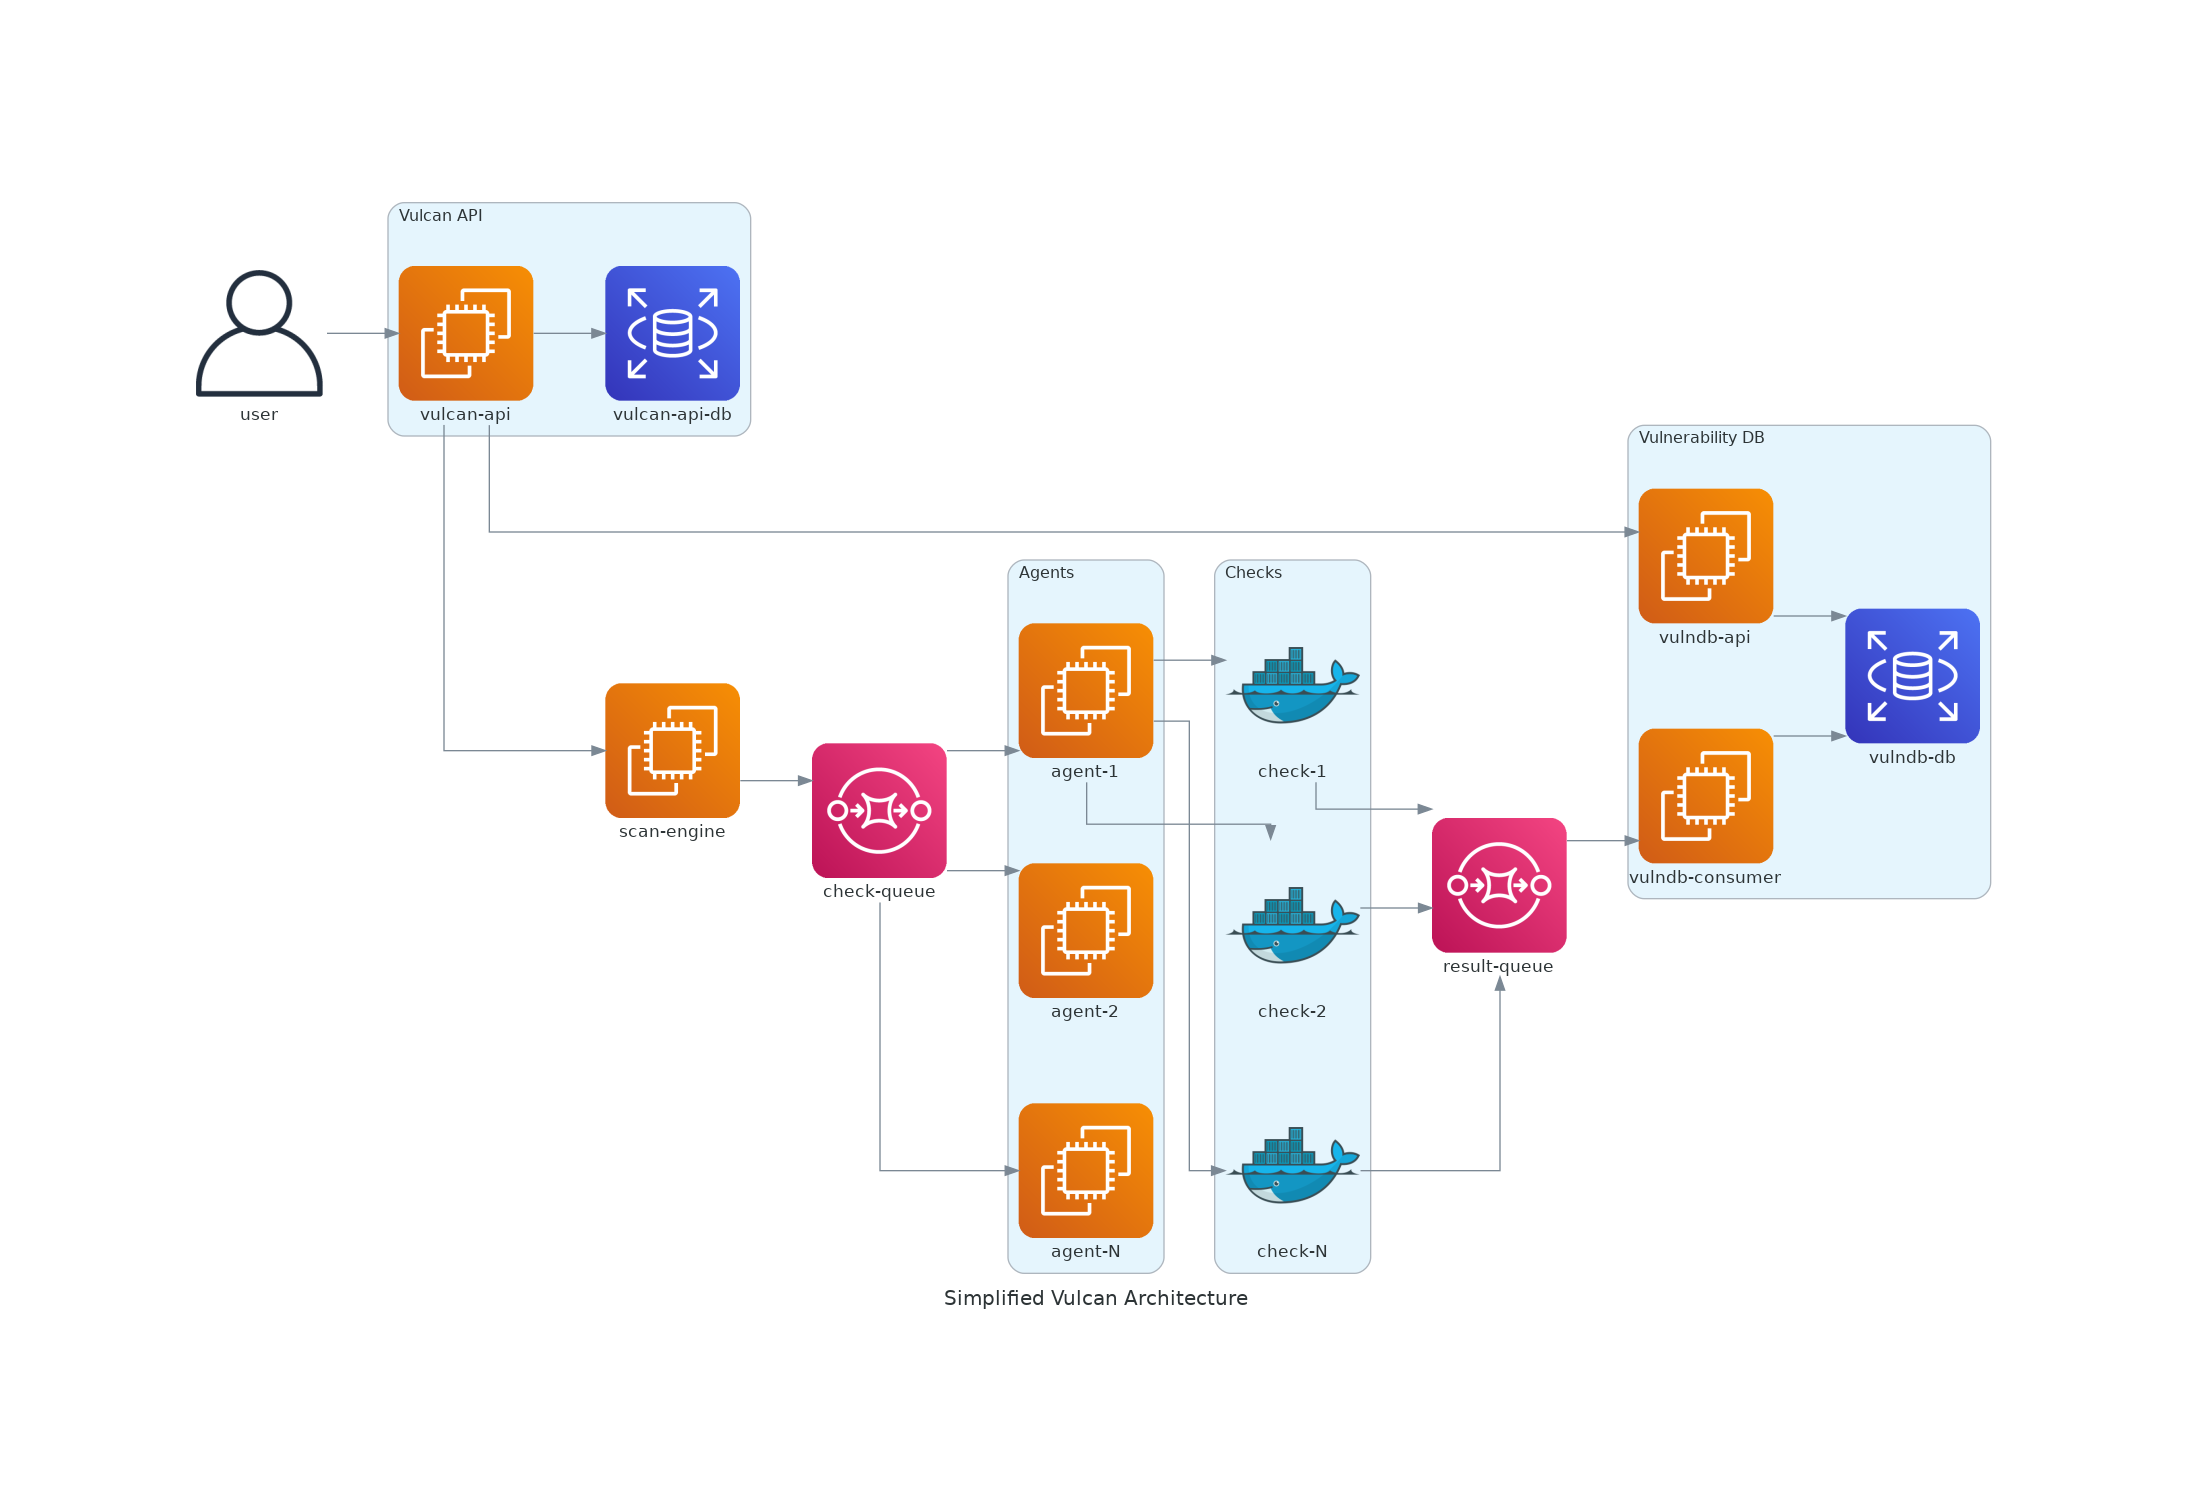 Vulcan API
user
vulcan-api
vulcan-api-db
Vulnerability DB
vulndb-api
vulndb-db
vulndb-consumer
Agents
Checks
scan-engine
check-queue
agent-1
check-1
agent-2
check-2
result-queue
agent-N
check-N
Simplified Vulcan Architecture